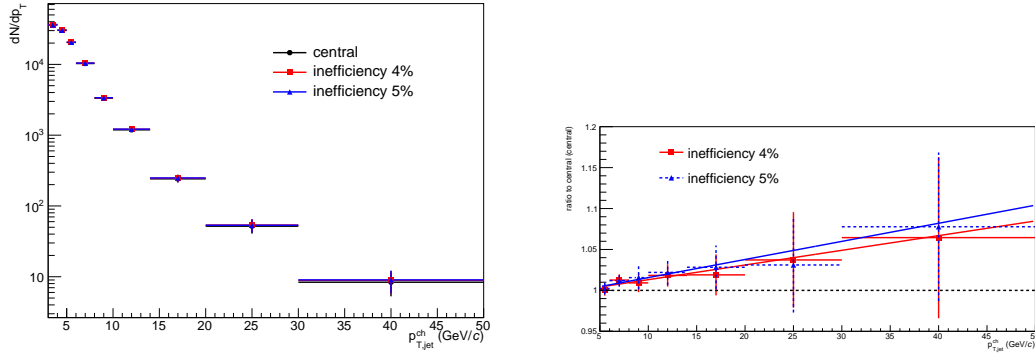 dN/dp_T
10^4
10^3
10^2
10
central
inefficiency 4%
inefficiency 5%
5 10 15 20 25 30 35 40 45 50
p_{T,jet}^{ch} (GeV/c)
ratio to central (central)
1.2
1.15
1.1
1.05
1.0
0.95
inefficiency 4%
inefficiency 5%
5 10 15 20 25 30 35 40 45 50
p_{T,jet}^{ch} (GeV/c)